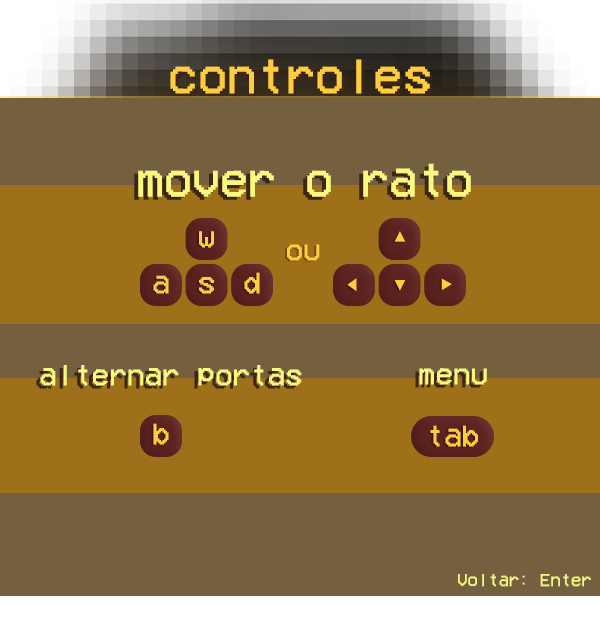 controles
mover o rato
w
ou
▲
a s d
◀ ▼ ▶
alternar portas
menu
b
tab
Voltar: Enter